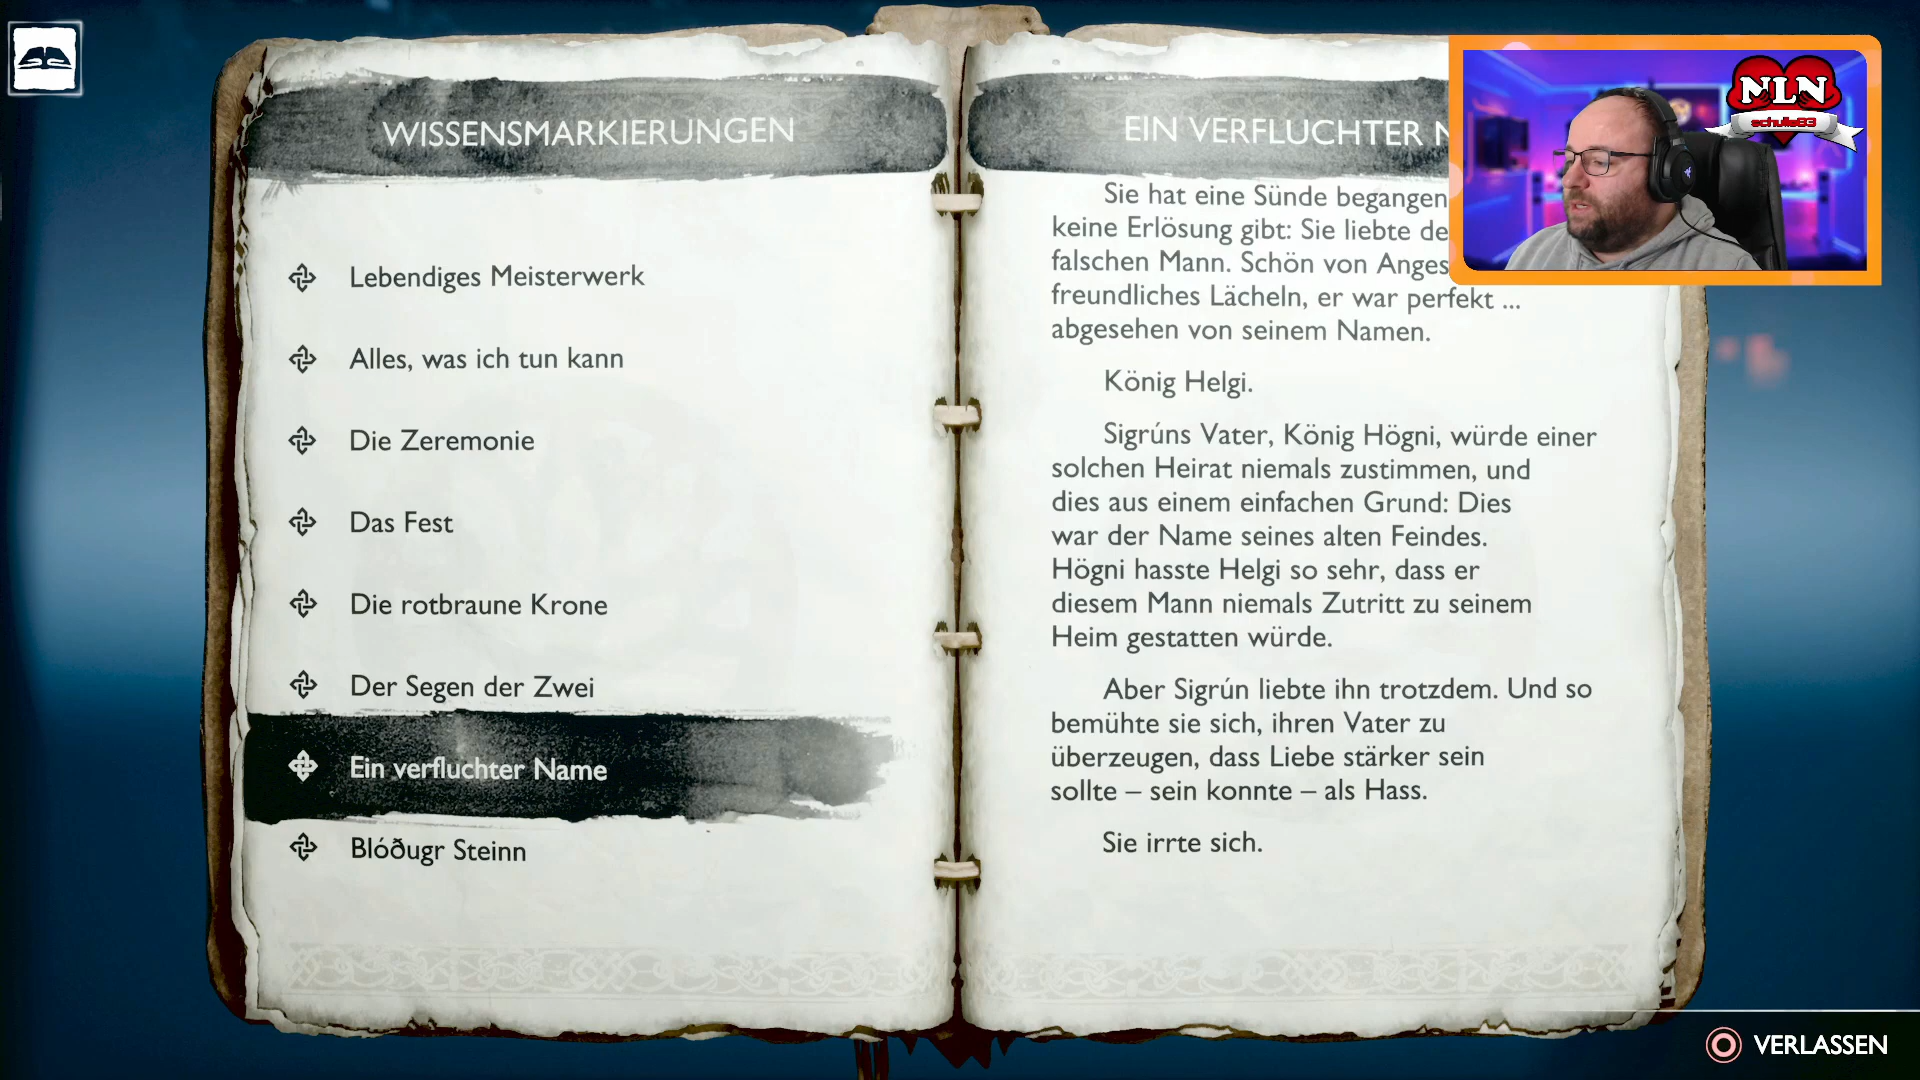 WISSENSMARKIERUNGEN
Lebendiges Meisterwerk
Alles, was ich tun kann
Die Zeremonie
Das Fest
Die rotbraune Krone
Der Segen der Zwei
Ein verfluchter Name
Blóðugr Steinn
EIN VERFLUCHTER
Sie hat eine Sünde begangen
keine Erlösung gibt: Sie liebte
falschen Mann. Schön von
freundliches Lächeln, er war perfekt ...
abgesehen von seinem Namen.
König Helgi.
Sigrúns Vater, König Högni, würde einer
solchen Heirat niemals zustimmen, und
dies aus einem einfachen Grund: Dies
war der Name seines alten Feindes.
Högni hasste Helgi so sehr, dass er
diesem Mann niemals Zutritt zu seinem
Heim gestatten würde.
Aber Sigrún liebte ihn trotzdem. Und so
bemühte sie sich, ihren Vater zu
überzeugen, dass Liebe stärker sein
sollte – sein konnte – als Hass.
Sie irrte sich.
NLN
schulle83
VERLASSEN